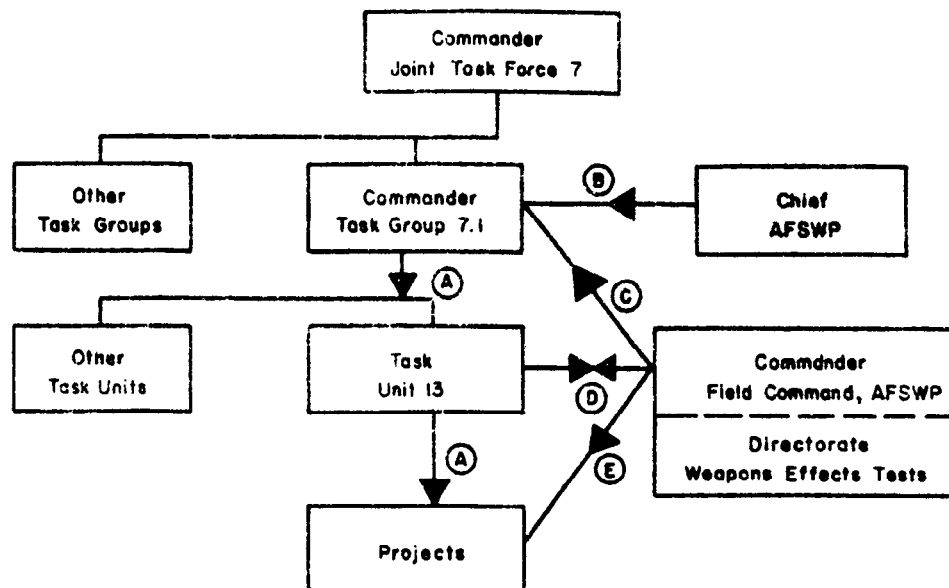 Commander
Joint Task Force 7
Other
Task Groups
Commander
Task Group 7.1
B
Chief
AFSWP
A
C
Other
Task Units
Task
Unit 13
D
Commander
Field Command, AFSWP
Directorate
Weapons Effects Tests
A
E
Projects